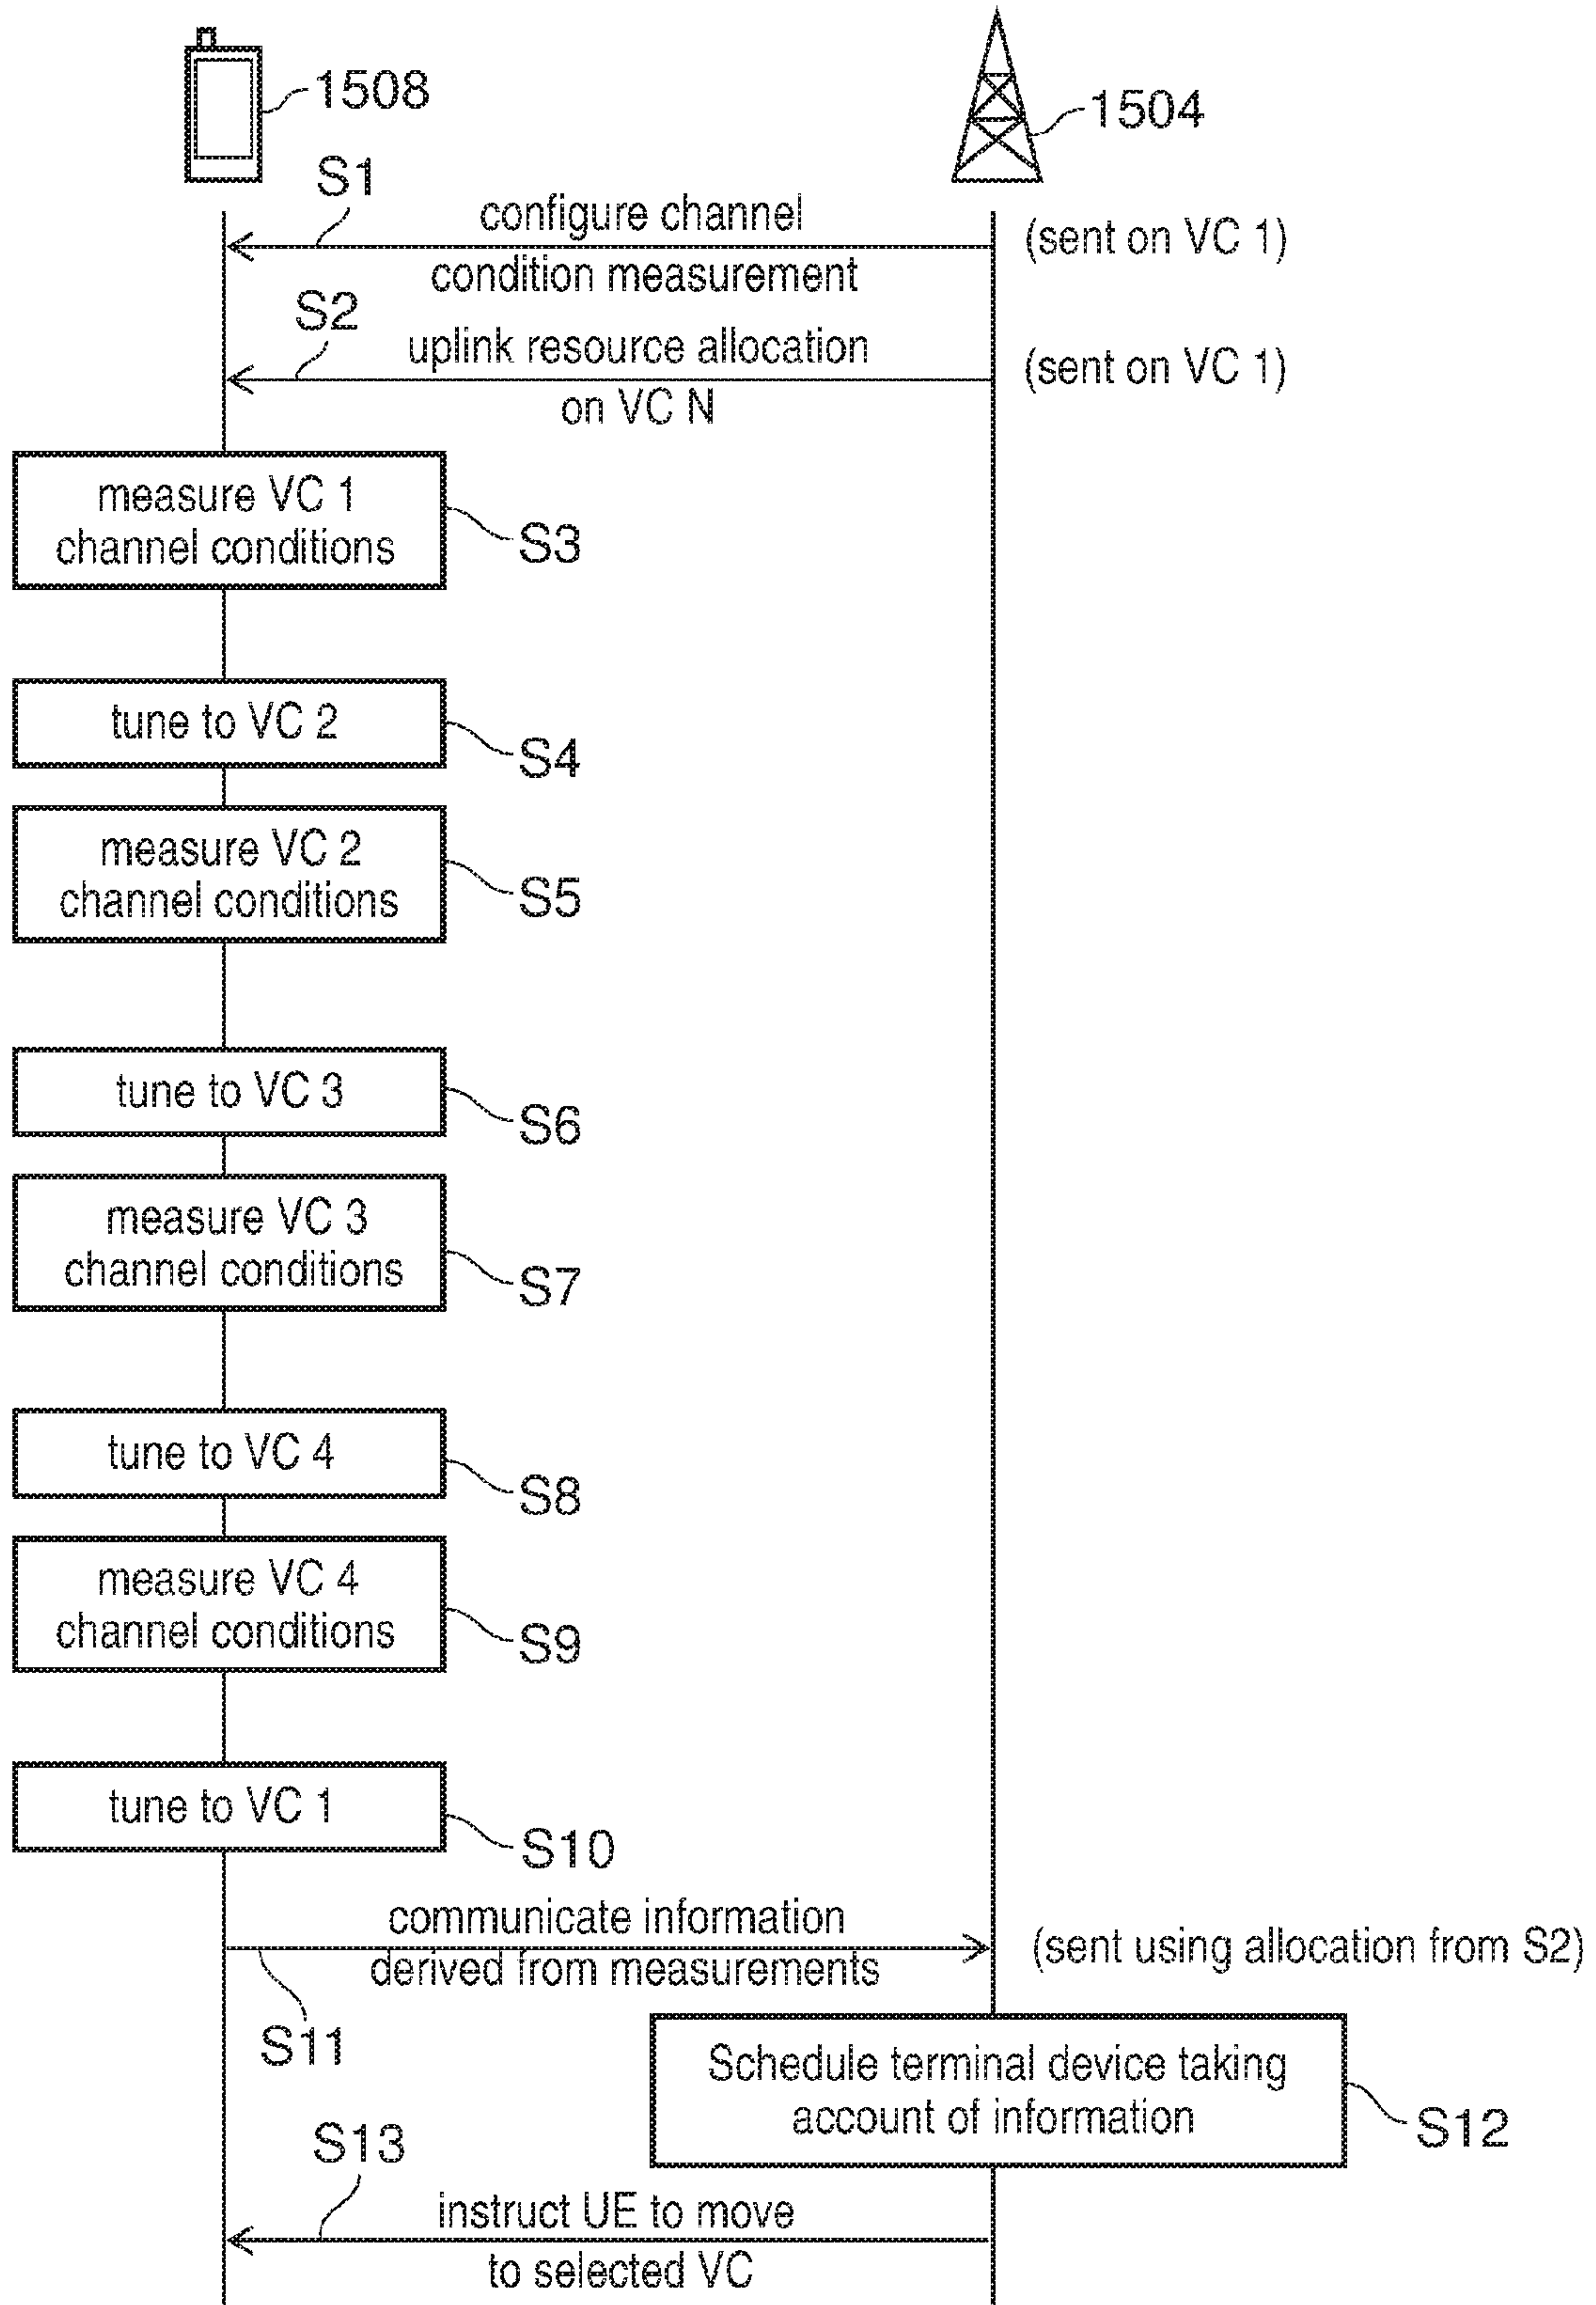 1508
1504
S1
configure channel
condition measurement
(sent on VC 1)
S2
uplink resource allocation
on VC N
(sent on VC 1)
measure VC 1
channel conditions
S3
tune to VC 2
S4
measure VC 2
channel conditions
S5
tune to VC 3
S6
measure VC 3
channel conditions
S7
tune to VC 4
S8
measure VC 4
channel conditions
S9
tune to VC 1
S10
communicate information
derived from measurements
(sent using allocation from S2)
S11
Schedule terminal device taking
account of information
S12
S13
instruct UE to move
to selected VC